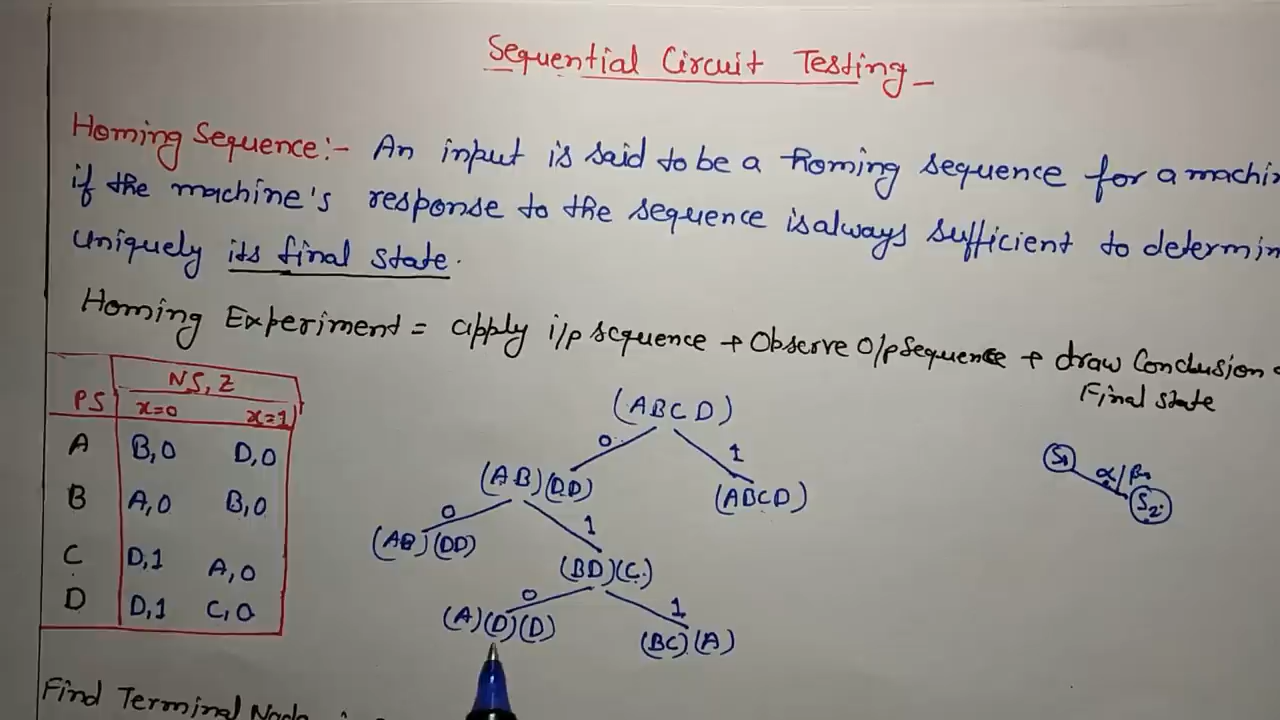 Sequential Circuit Testing
Homing Sequence:- An input is said to be a homing sequence for a machin
if the machine's response to the sequence is always sufficient to determin
uniquely its final state.
Homing Experiment = apply i/p sequence + Observe o/p Sequence + draw Conclusion
Final state
PS NS, Z
x=0 x=1
A B,0 D,0
B A,0 B,0
C D,1 A,0
D D,1 C,0
(ABCD)
0 1
(AB)(DD) (ABCD)
0 1
(AB)(DD) (BD)(C)
0 1
(A)(D)(D) (BC)(A)
S1 α/β S2
Find Terminal Node